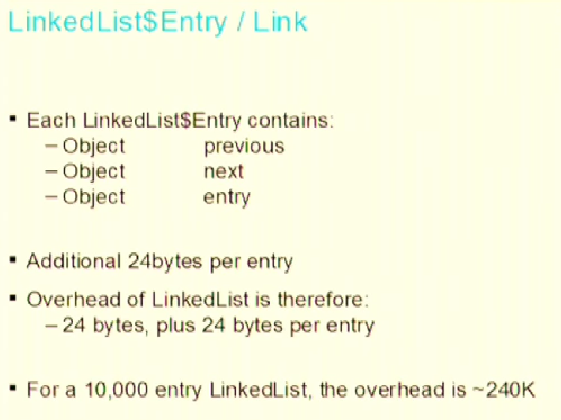 LinkedList$Entry / Link
▪ Each LinkedList$Entry contains:
– Object previous
– Object next
– Object entry
▪ Additional 24bytes per entry
▪ Overhead of LinkedList is therefore:
– 24 bytes, plus 24 bytes per entry
▪ For a 10,000 entry LinkedList, the overhead is ~240K